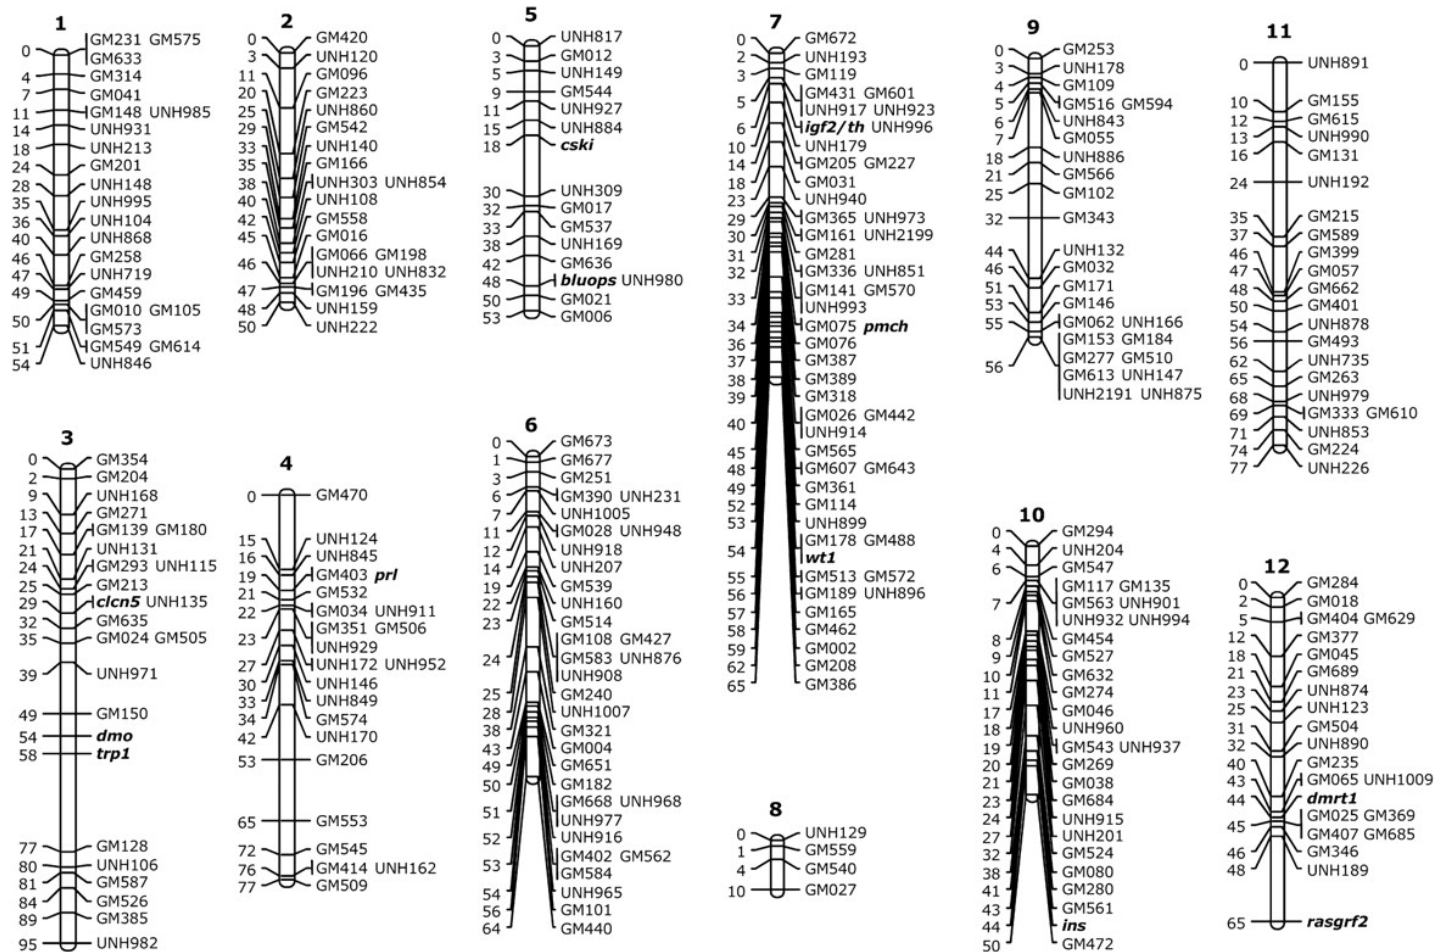 1
0 GM231 GM575
GM633
4 GM314
7 GM041
11 GM148 UNH985
14 UNH931
18 UNH213
24 GM201
28 UNH148
35 UNH995
36 UNH104
40 UNH868
46 GM258
47 UNH719
49 GM459
50 GM010 GM105
GM573
51 GM549 GM614
54 UNH846
2
0 GM420
3 UNH120
11 GM096
20 GM223
25 UNH860
29 GM542
33 UNH140
35 GM166
38 UNH303 UNH854
40 UNH108
42 GM558
45 GM016
46 GM066 GM198
UNH210 UNH832
47 GM196 GM435
48 UNH159
50 UNH222
5
0 UNH817
3 GM012
5 UNH149
9 GM544
11 UNH927
15 UNH884
18 cski
30 UNH309
32 GM017
33 GM537
38 UNH169
42 GM636
48 bluops UNH980
50 GM021
53 GM006
7
0 GM672
2 UNH193
3 GM119
5 GM431 GM601
UNH917 UNH923
6 igf2/th UNH996
10 UNH179
14 GM205 GM227
18 GM031
23 UNH940
29 GM365 UNH973
30 GM161 UNH2199
31 GM281
32 GM336 UNH851
33 GM141 GM570
UNH993
34 GM075 pmch
36 GM076
37 GM387
38 GM389
39 GM318
40 GM026 GM442
UNH914
45 GM565
48 GM607 GM643
49 GM361
52 GM114
53 UNH899
54 GM178 GM488
wt1
55 GM513 GM572
56 GM189 UNH896
57 GM165
58 GM462
59 GM002
62 GM208
65 GM386
9
0 GM253
3 UNH178
4 GM109
5 GM516 GM594
6 UNH843
7 GM055
18 UNH886
21 GM566
25 GM102
32 GM343
44 UNH132
46 GM032
51 GM171
53 GM146
55 GM062 UNH166
56 GM153 GM184
GM277 GM510
GM613 UNH147
UNH2191 UNH875
11
0 UNH891
10 GM155
12 GM615
13 UNH990
16 GM131
24 UNH192
35 GM215
37 GM589
46 GM399
47 GM057
48 GM662
50 GM401
54 UNH878
56 GM493
62 UNH735
65 GM263
68 UNH979
69 GM333 GM610
71 UNH853
74 GM224
77 UNH226
3
0 GM354
2 GM204
9 UNH168
13 GM271
17 GM139 GM180
21 UNH131
24 GM293 UNH115
25 GM213
29 clcn5 UNH135
32 GM635
35 GM024 GM505
39 UNH971
49 GM150
54 dmo
58 trp1
77 GM128
80 UNH106
81 GM587
84 GM526
89 GM385
95 UNH982
4
0 GM470
15 UNH124
16 UNH845
19 GM403 prl
21 GM532
22 GM034 UNH911
23 GM351 GM506
UNH929
27 UNH172 UNH952
30 UNH146
33 UNH849
34 GM574
42 UNH170
53 GM206
65 GM553
72 GM545
76 GM414 UNH162
77 GM509
6
0 GM673
1 GM677
3 GM251
6 GM390 UNH231
7 UNH1005
11 GM028 UNH948
12 UNH918
14 UNH207
19 GM539
22 UNH160
23 GM514
24 GM108 GM427
GM583 UNH876
UNH908
25 GM240
28 UNH1007
38 GM321
43 GM004
49 GM651
50 GM182
51 GM668 UNH968
UNH977
52 UNH916
53 GM402 GM562
GM584
54 UNH965
56 GM101
64 GM440
8
0 UNH129
1 GM559
4 GM540
10 GM027
10
0 GM294
4 UNH204
6 GM547
7 GM117 GM135
GM563 UNH901
UNH932 UNH994
8 GM454
9 GM527
10 GM632
11 GM274
17 GM046
18 UNH960
19 GM543 UNH937
20 GM269
21 GM038
23 GM684
24 UNH915
27 UNH201
32 GM524
38 GM080
41 GM280
43 GM561
44 ins
50 GM472
12
0 GM284
2 GM018
5 GM404 GM629
12 GM377
18 GM045
21 GM689
23 UNH874
25 UNH123
31 GM504
32 UNH890
40 GM235
43 GM065 UNH1009
44 dmrt1
45 GM025 GM369
GM407 GM685
46 GM346
48 UNH189
65 rasgrf2